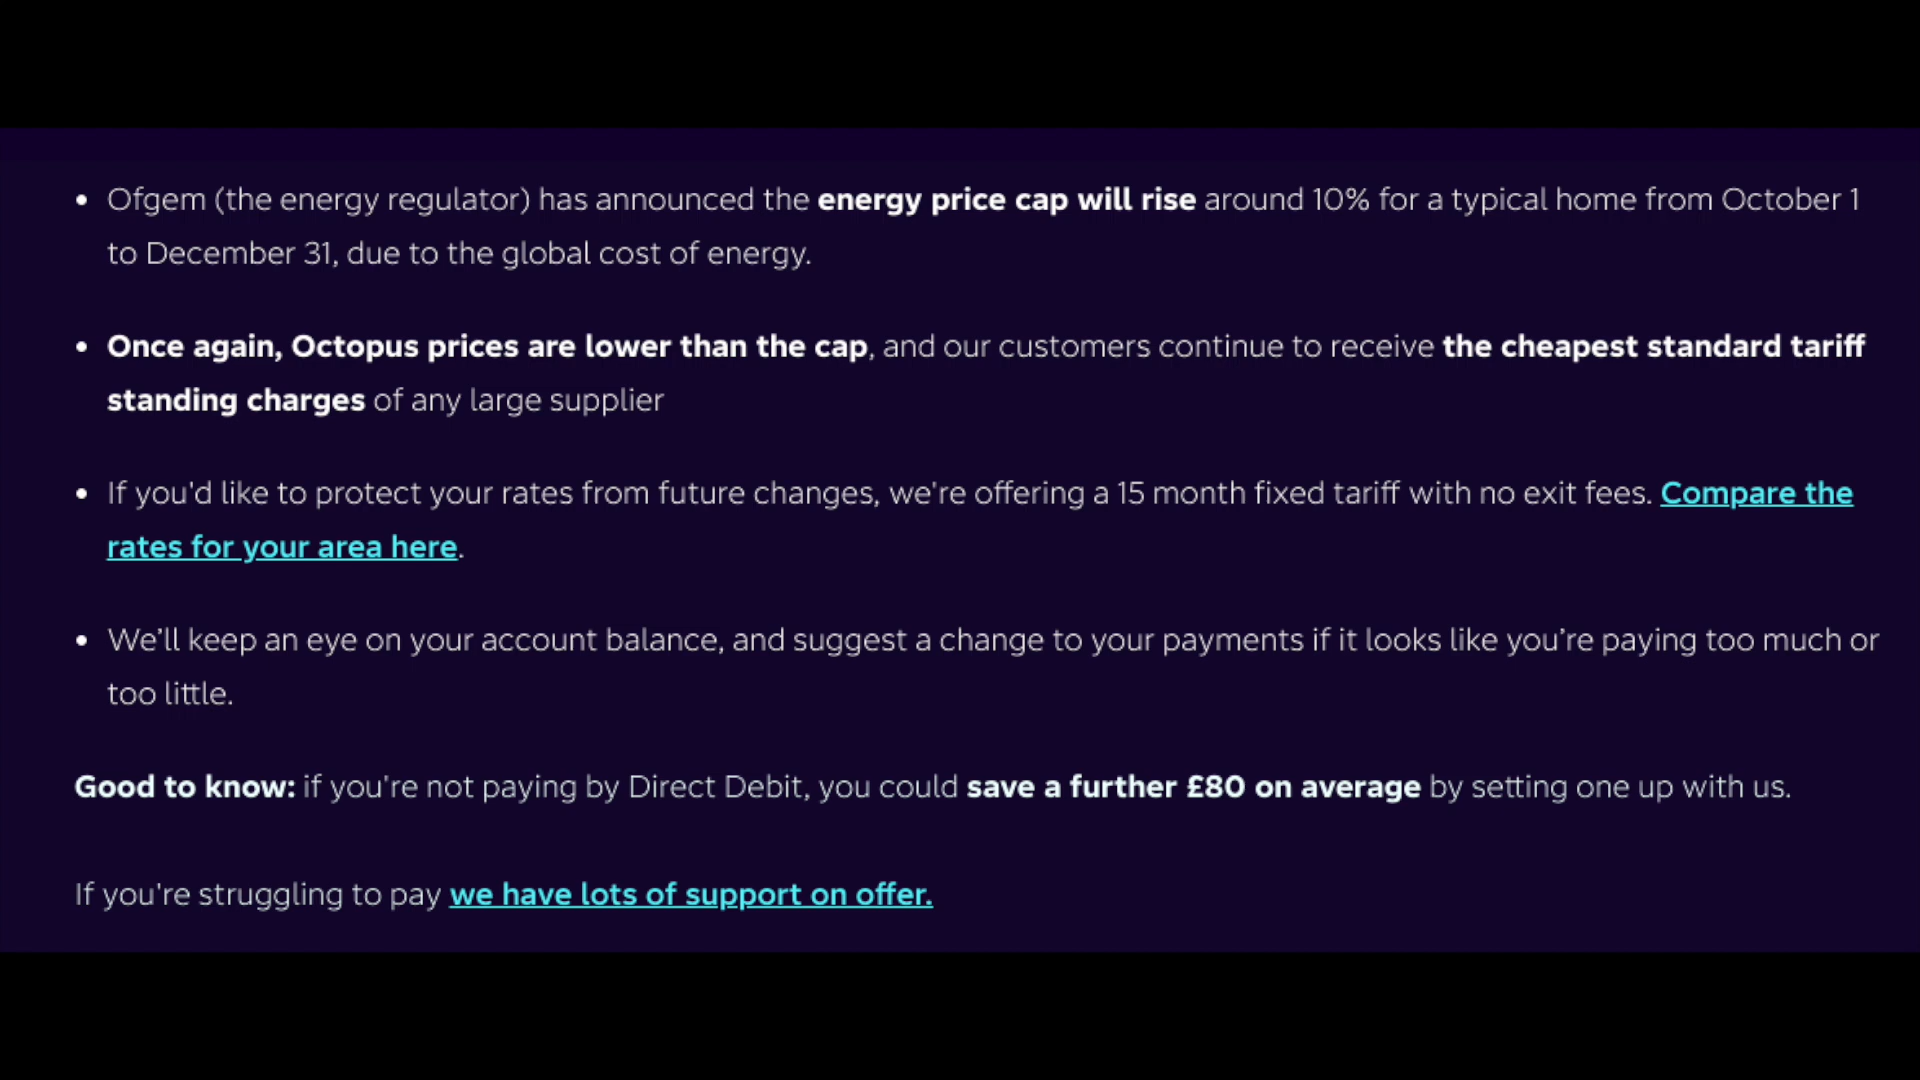 • Ofgem (the energy regulator) has announced the energy price cap will rise around 10% for a typical home from October 1
to December 31, due to the global cost of energy.
• Once again, Octopus prices are lower than the cap, and our customers continue to receive the cheapest standard tariff
standing charges of any large supplier
• If you'd like to protect your rates from future changes, we're offering a 15 month fixed tariff with no exit fees. Compare the
rates for your area here.
• We’ll keep an eye on your account balance, and suggest a change to your payments if it looks like you’re paying too much or
too little.
Good to know: if you're not paying by Direct Debit, you could save a further £80 on average by setting one up with us.
If you're struggling to pay we have lots of support on offer.